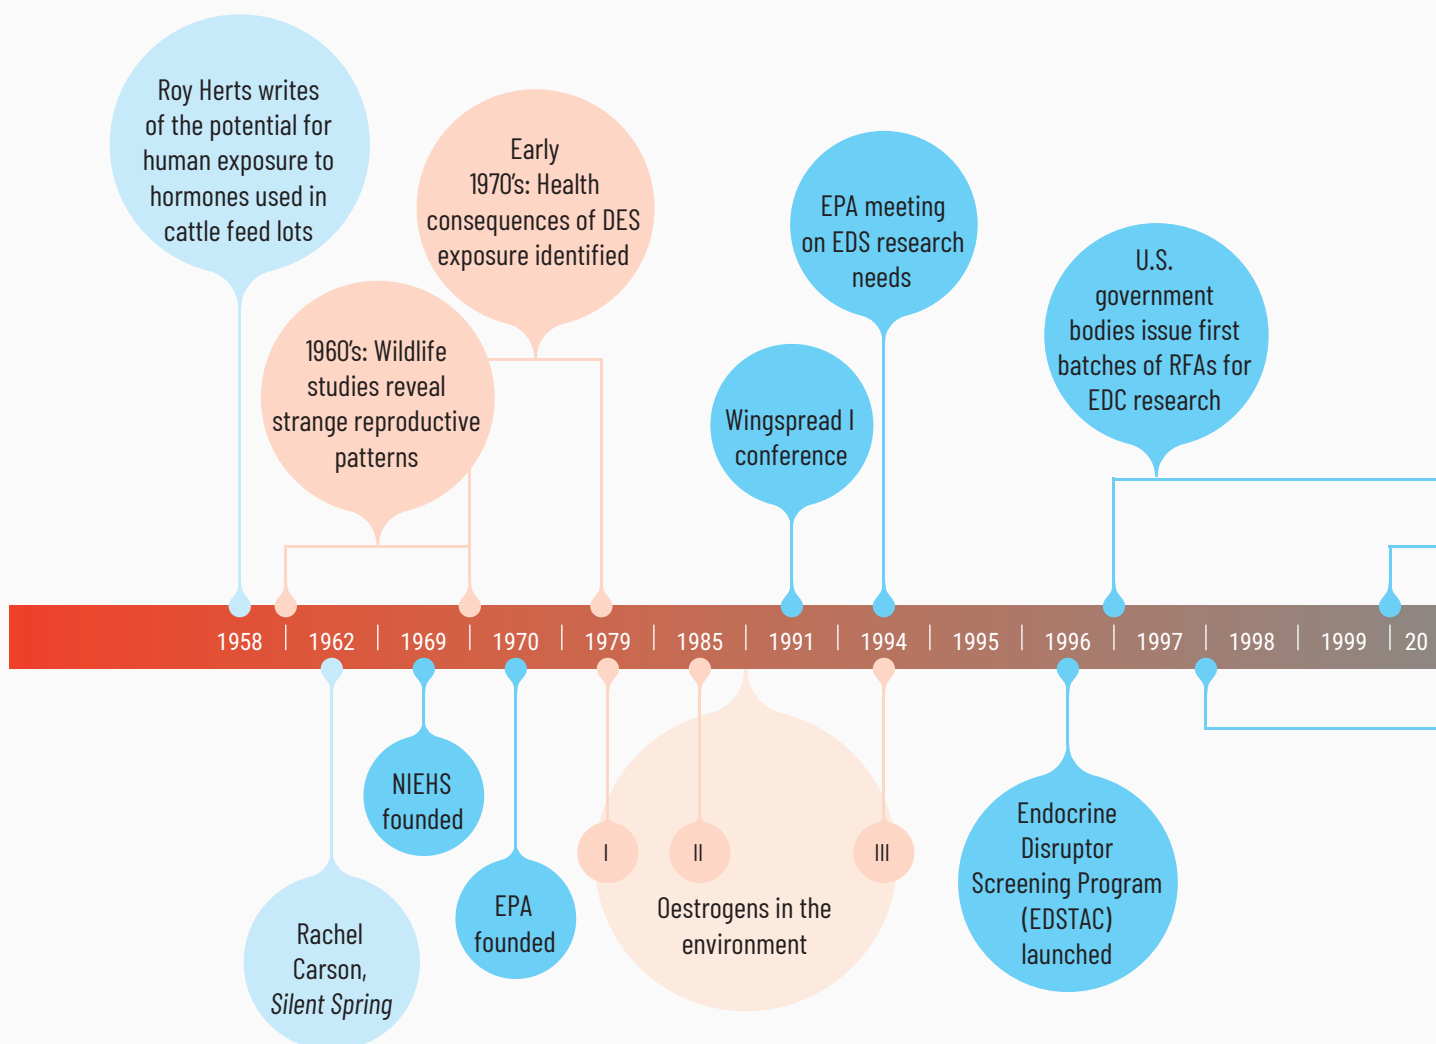 Roy Herts writes
of the potential for
human exposure to
hormones used in
cattle feed lots
Early
1970's: Health
consequences of DES
exposure identified
1960's: Wildlife
studies reveal
strange reproductive
patterns
EPA meeting
on EDS research
needs
Wingspread I
conference
U.S.
government
bodies issue first
batches of RFAs for
EDC research
1958 | 1962 | 1969 | 1970 | 1979 | 1985 | 1991 | 1994 | 1995 | 1996 | 1997 | 1998 | 1999 | 20
NIEHS
founded
Rachel
Carson,
Silent Spring
EPA
founded
I
II
III
Oestrogens in the
environment
Endocrine
Disruptor
Screening Program
(EDSTAC)
launched